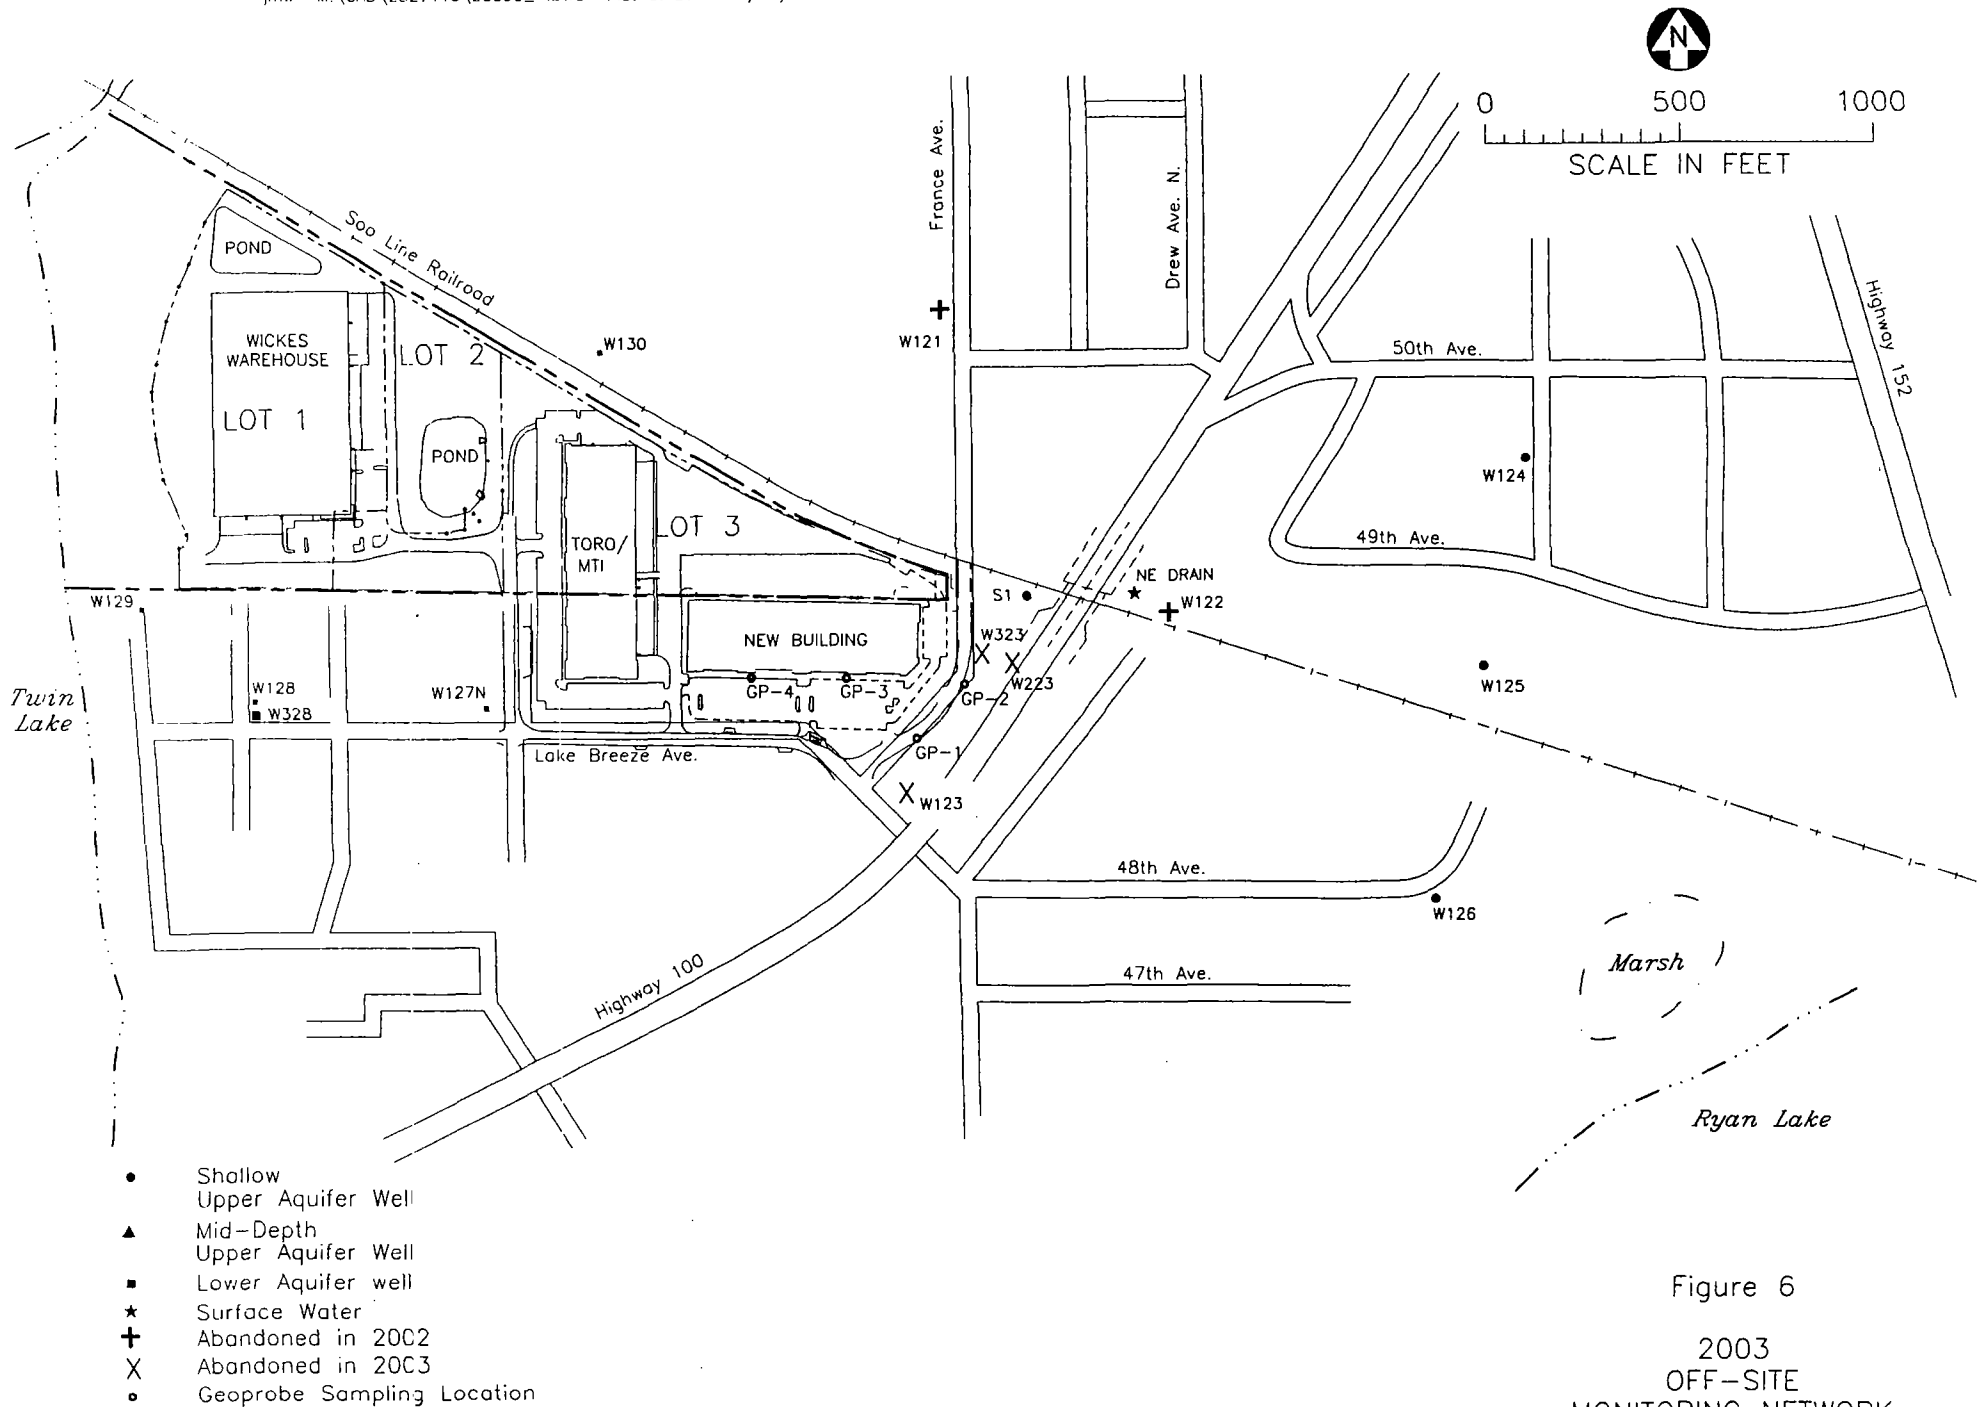 N
0 500 1000
SCALE IN FEET
France Ave.
Drew Ave. N.
Soo Line Railroad
POND
WICKES
WAREHOUSE
LOT 1
LOT 2
W130
W121
50th Ave.
Highway 152
POND
W124
LOT 3
TORO/
MTI
49th Ave.
NE DRAIN
S1
W122
W129
W323
NEW BUILDING
W223
W125
Twin
Lake
W128
W328
W127N
GP-4
GP-3
GP-2
GP-1
Lake Breeze Ave.
W123
48th Ave.
W126
Highway 100
47th Ave.
Marsh
Ryan Lake
Shallow
Upper Aquifer Well
Mid-Depth
Upper Aquifer Well
Lower Aquifer well
Surface Water
Abandoned in 2002
Abandoned in 2003
Geoprobe Sampling Location
Figure 6
2003
OFF-SITE
MONITORING NETWORK